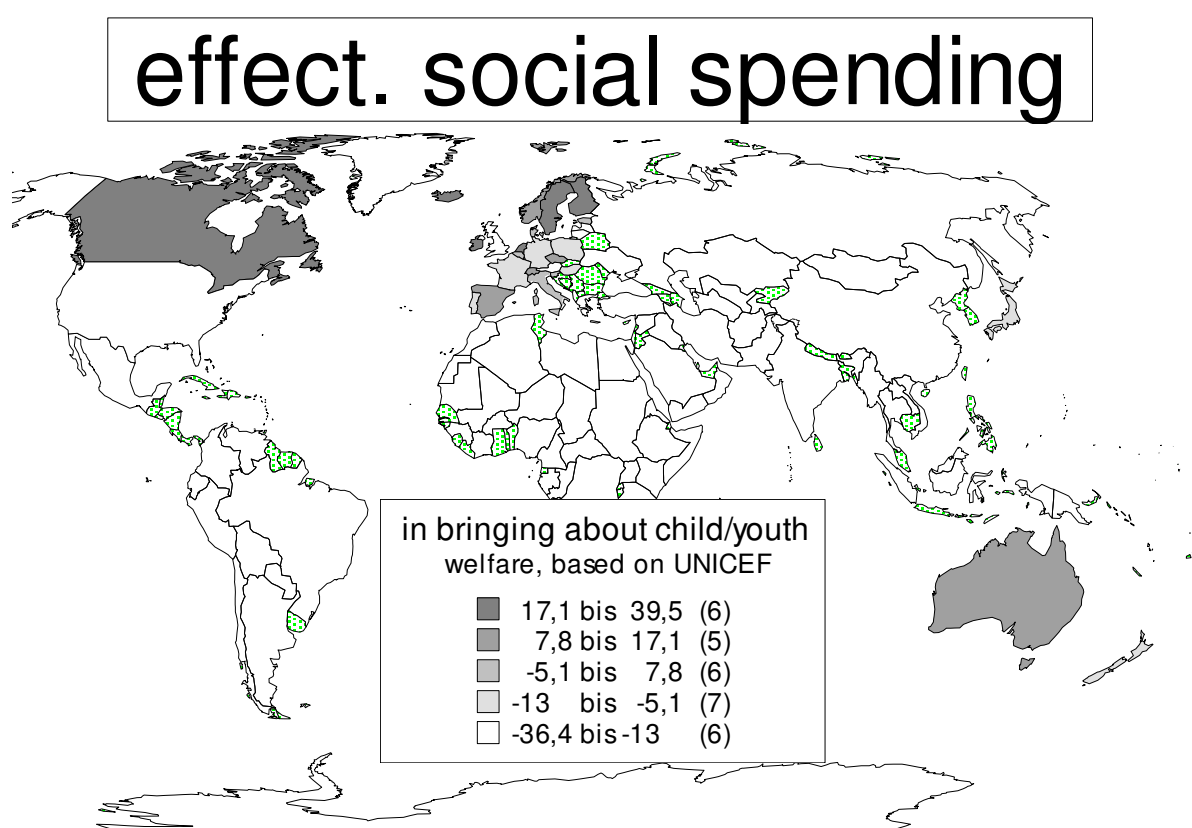 effect. social spending
in bringing about child/youth
welfare, based on UNICEF
17,1 bis 39,5 (6)
7,8 bis 17,1 (5)
-5,1 bis 7,8 (6)
-13 bis -5,1 (7)
-36,4 bis -13 (6)